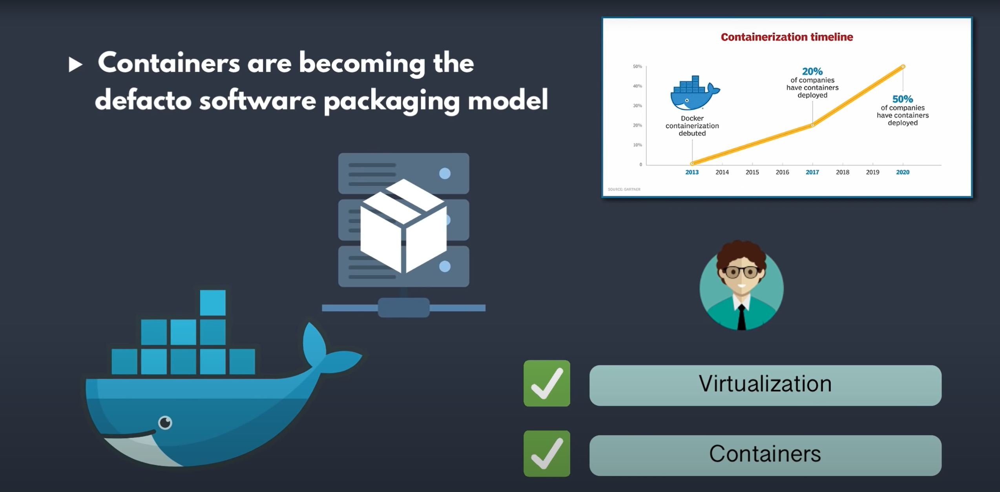 Containers are becoming the
defacto software packaging model
Containerization timeline
50%
40%
30%
20%
10%
0
Docker
containerization
debuted
20%
of companies
have containers
deployed
50%
of companies
have containers
deployed
2013 2014 2015 2016 2017 2018 2019 2020
SOURCE: GARTNER
Virtualization
Containers